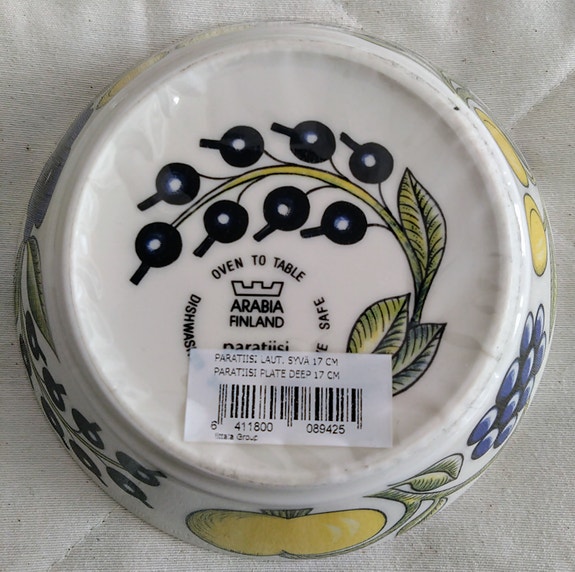 OVEN TO TABLE
ARABIA
FINLAND
paratiisi
SAFE
PARATIISI LAUT. SYVÄ 17 CM
PARATIISI PLATE DEEP 17 CM
6 411800 089425
Iittala Group